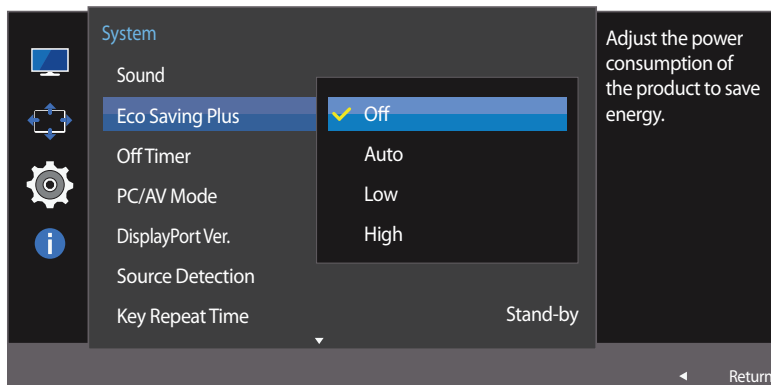 System
Sound
Eco Saving Plus
Off Timer
PC/AV Mode
DisplayPort Ver.
Source Detection
Key Repeat Time
Stand-by
Off
Auto
Low
High
Adjust the power
consumption of
the product to save
energy.
Return